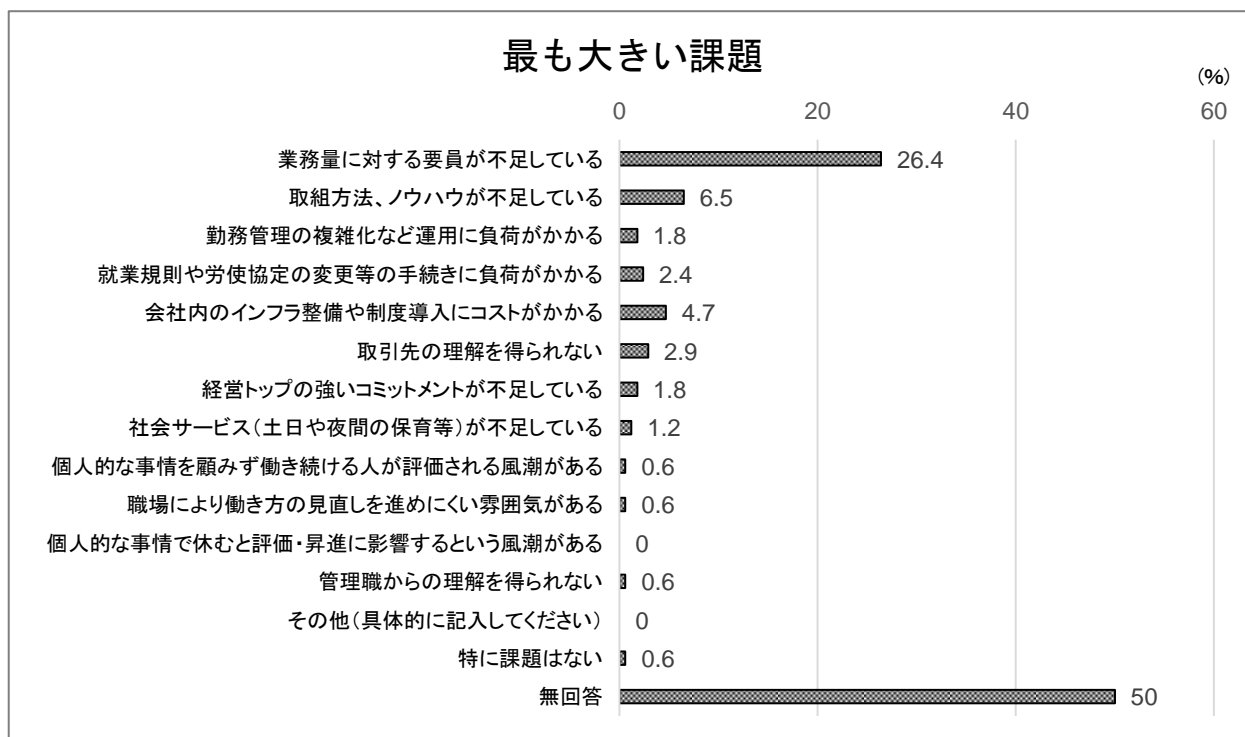 最も大きい課題
(%)
0 20 40 60
業務量に対する要員が不足している 26.4
取組方法、ノウハウが不足している 6.5
勤務管理の複雑化など運用に負荷がかかる 1.8
就業規則や労使協定の変更等の手続きに負荷がかかる 2.4
会社内のインフラ整備や制度導入にコストがかかる 4.7
取引先の理解を得られない 2.9
経営トップの強いコミットメントが不足している 1.8
社会サービス(土日や夜間の保育等)が不足している 1.2
個人的な事情を顧みず働き続ける人が評価される風潮がある 0.6
職場により働き方の見直しを進めにくい雰囲気がある 0.6
個人的な事情で休むと評価・昇進に影響するという風潮がある 0
管理職からの理解を得られない 0.6
その他(具体的に記入してください) 0
特に課題はない 0.6
無回答 50